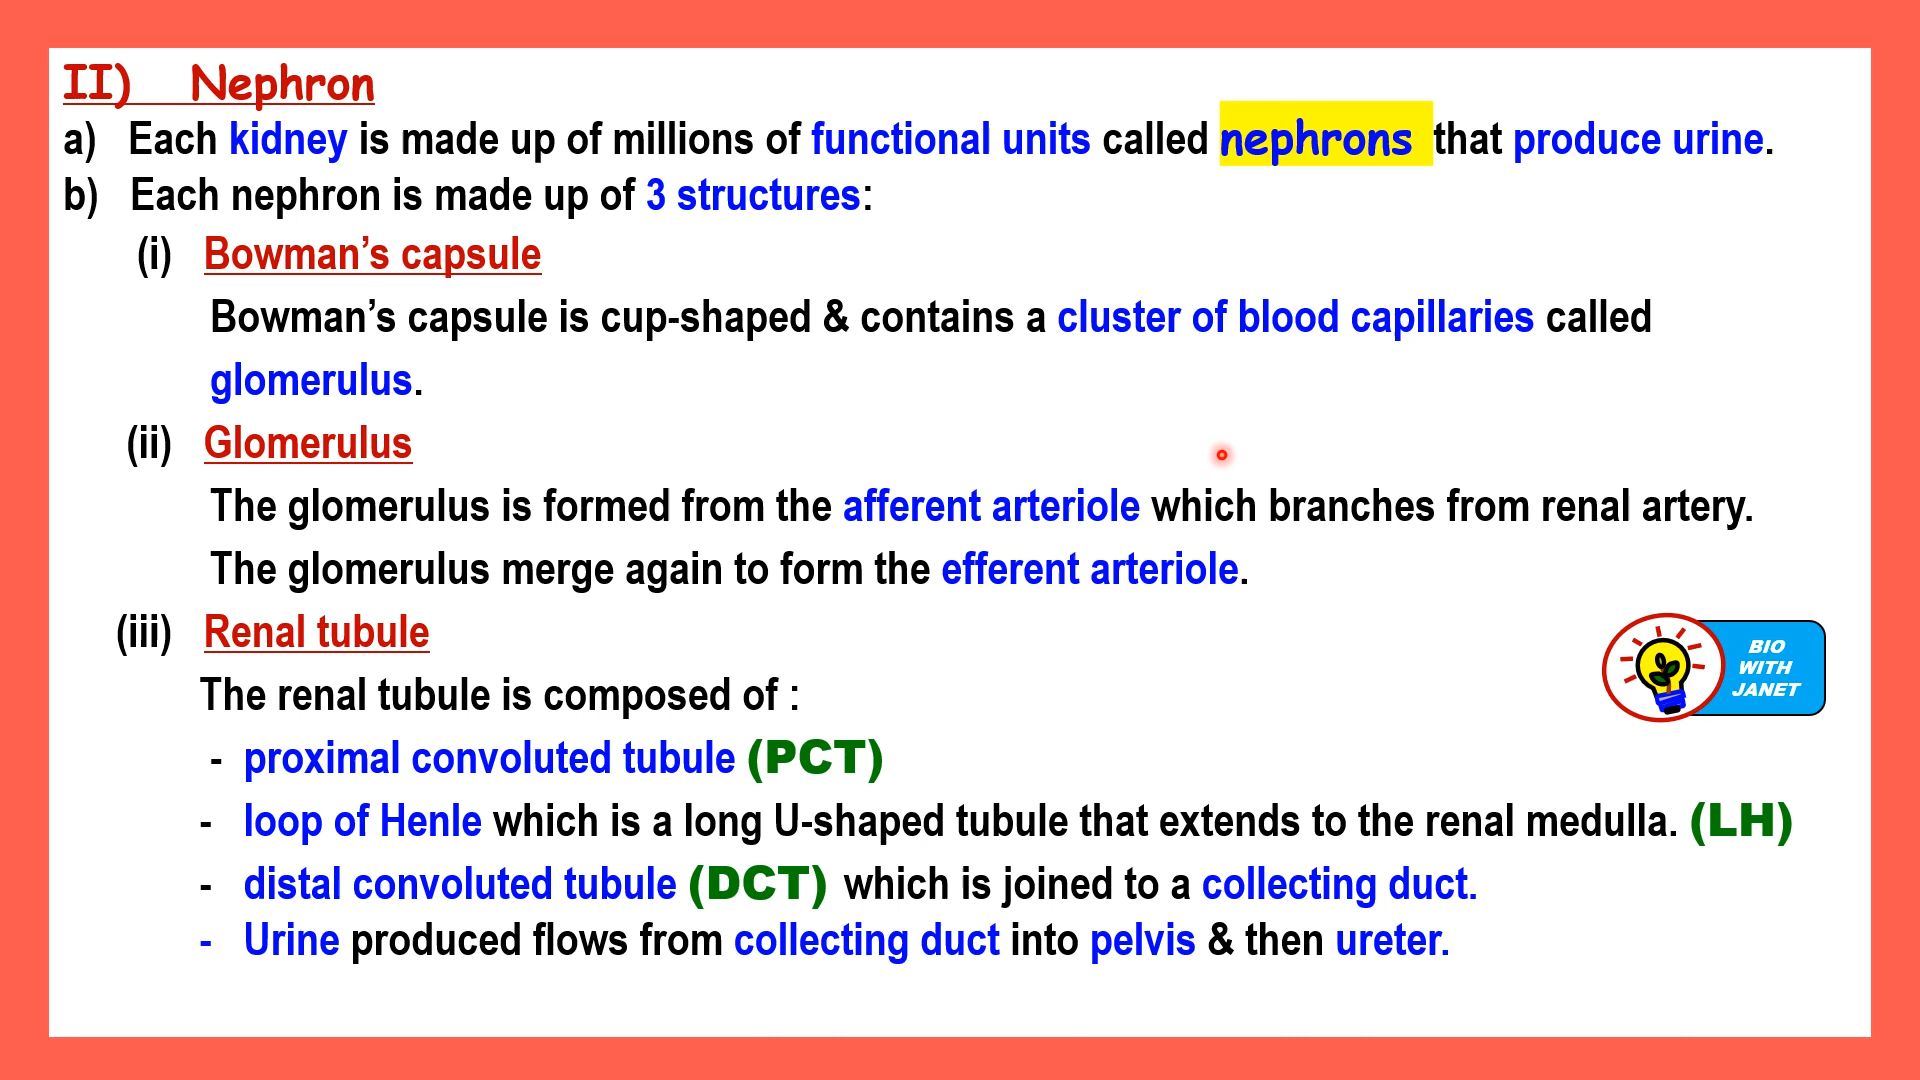 II) Nephron
a) Each kidney is made up of millions of functional units called nephrons that produce urine.
b) Each nephron is made up of 3 structures:
(i) Bowman’s capsule
Bowman’s capsule is cup-shaped & contains a cluster of blood capillaries called
glomerulus.
(ii) Glomerulus
The glomerulus is formed from the afferent arteriole which branches from renal artery.
The glomerulus merge again to form the efferent arteriole.
(iii) Renal tubule
The renal tubule is composed of :
- proximal convoluted tubule (PCT)
- loop of Henle which is a long U-shaped tubule that extends to the renal medulla. (LH)
- distal convoluted tubule (DCT) which is joined to a collecting duct.
- Urine produced flows from collecting duct into pelvis & then ureter.
BIO
WITH
JANET